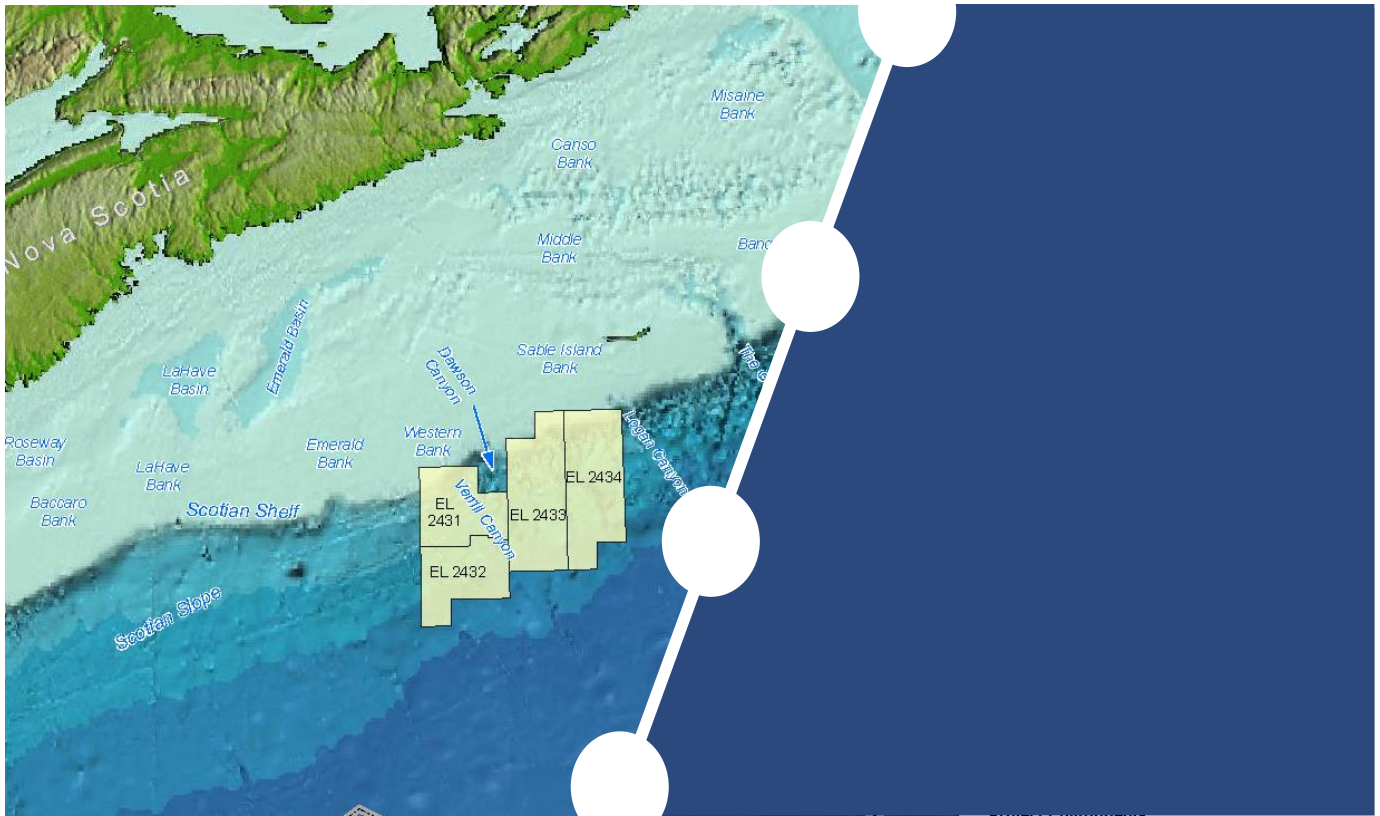 Misaine
Bank
Canso
Bank
Nova Scotia
Middle
Bank
Banq
Emerald Basin
Sable Island
Bank
Dawson
Canyon
LaHave
Basin
Western
Bank
Emerald
Bank
Roseway
Basin
LaHave
Bank
Baccaro
Bank
Scotian Shelf
Logan Canyon
EL 2434
EL
2431
Verrill Canyon
EL 2433
EL 2432
Scotian Slope